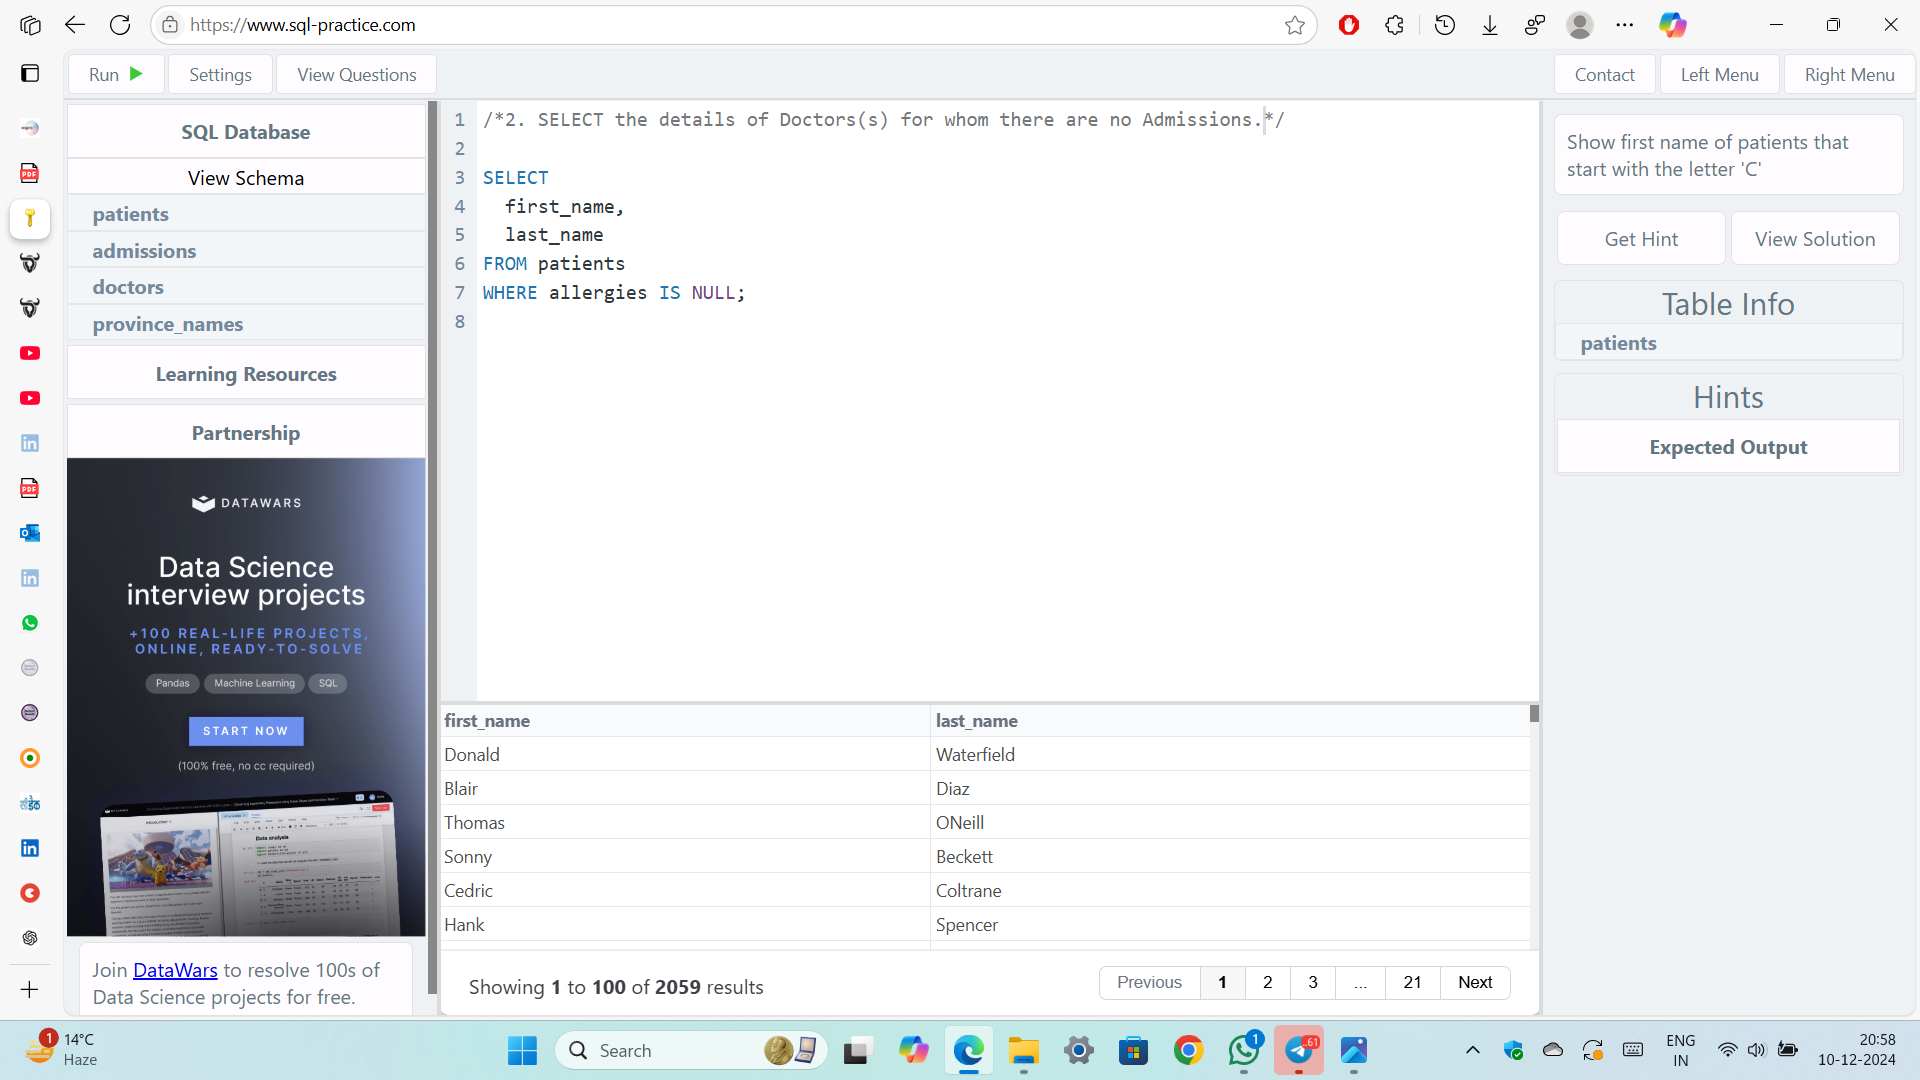 https://www.sql-practice.com
Run
Settings
View Questions
Contact
Left Menu
Right Menu
SQL Database
View Schema
patients
admissions
doctors
province_names
Learning Resources
Partnership
DATAWARS
Data Science
interview projects
+100 REAL-LIFE PROJECTS,
ONLINE, READY-TO-SOLVE
Pandas
Machine Learning
SQL
START NOW
(100% free, no cc required)
Data analysis
Join DataWars to resolve 100s of
Data Science projects for free.
1 /*2. SELECT the details of Doctors(s) for whom there are no Admissions.*/
2
3 SELECT
4 first_name,
5 last_name
6 FROM patients
7 WHERE allergies IS NULL;
8
first_name last_name
Donald Waterfield
Blair Diaz
Thomas ONeill
Sonny Beckett
Cedric Coltrane
Hank Spencer
Showing 1 to 100 of 2059 results
Previous 1 2 3 ... 21 Next
Show first name of patients that
start with the letter 'C'
Get Hint
View Solution
Table Info
patients
Hints
Expected Output
1
14°C
Haze
Search
1
61
ENG
IN
20:58
10-12-2024